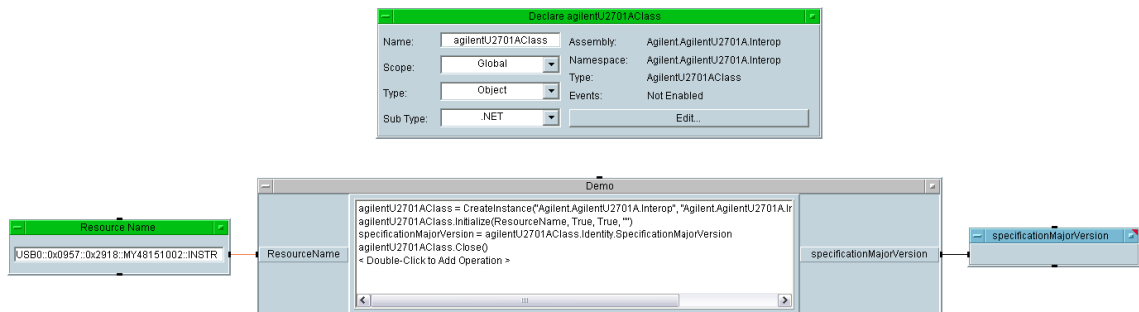 Declare agilentU2701AClass
Name: agilentU2701AClass Assembly: Agilent.AgilentU2701A.Interop
Scope: Global Namespace: Agilent.AgilentU2701A.Interop
Type: AgilentU2701AClass
Type: Object Events: Not Enabled
Sub Type: .NET Edit...
Demo
agilentU2701AClass = CreateInstance("Agilent.AgilentU2701A.Interop", "Agilent.AgilentU2701A.Ir
agilentU2701AClass.Initialize(ResourceName, True, True, "")
specificationMajorVersion = agilentU2701AClass.Identity.SpecificationMajorVersion
agilentU2701AClass.Close()
< Double-Click to Add Operation >
Resource Name
USB0::0x0957::0x2918::MY48151002::INSTR
ResourceName
specificationMajorVersion
specificationMajorVersion